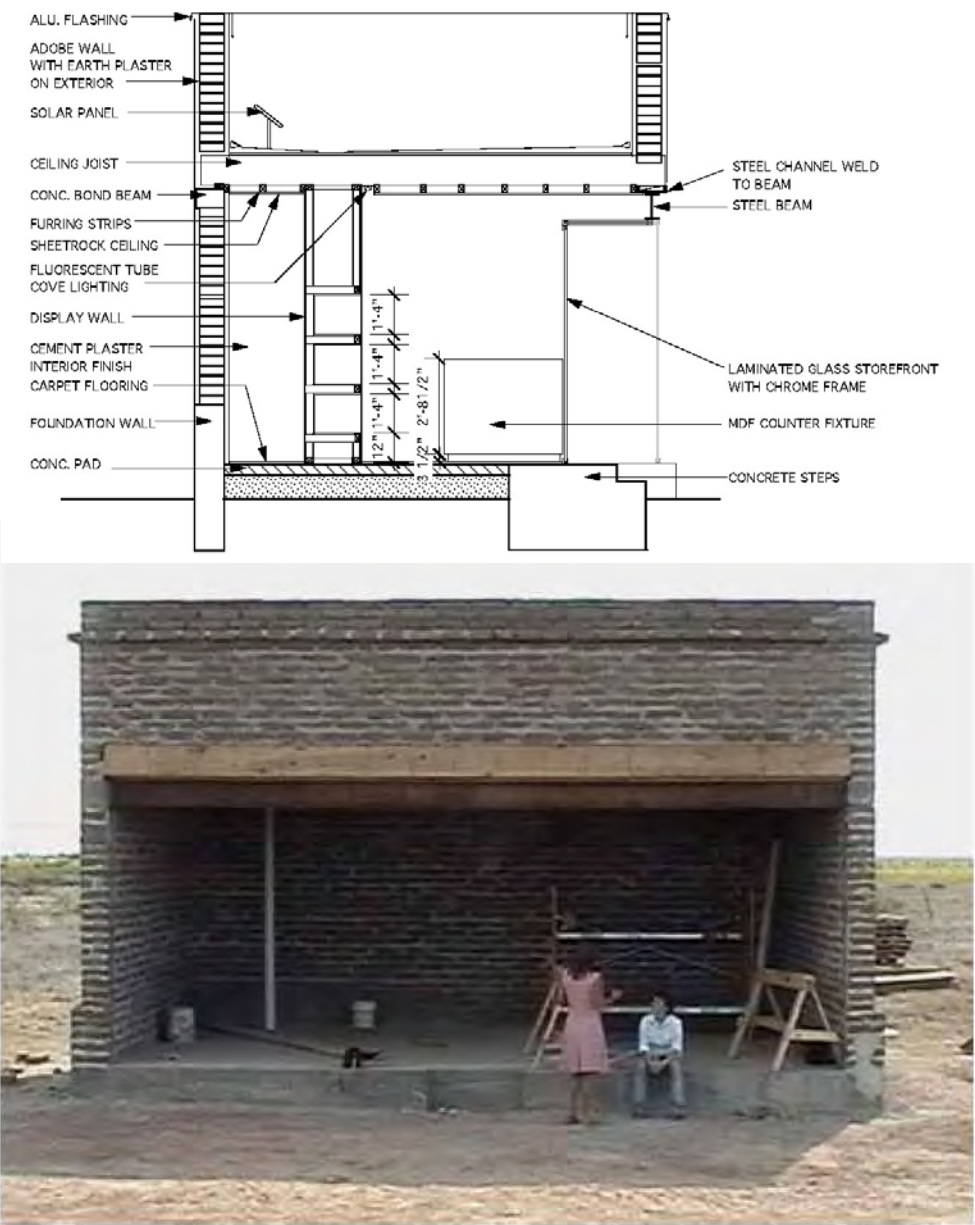 ALU. FLASHING
ADOBE WALL
WITH EARTH PLASTER
ON EXTERIOR
SOLAR PANEL
CEILING JOIST
CONC. BOND BEAM
FURRING STRIPS
SHEETROCK CEILING
FLUORESCENT TUBE
COVE LIGHTING
DISPLAY WALL
CEMENT PLASTER
INTERIOR FINISH
CARPET FLOORING
FOUNDATION WALL
CONC. PAD
1'-4"
1'-4"
1'-4"
12"
2'-8 1/2"
3 1/2"
STEEL CHANNEL WELD
TO BEAM
STEEL BEAM
LAMINATED GLASS STOREFRONT
WITH CHROME FRAME
MDF COUNTER FIXTURE
CONCRETE STEPS